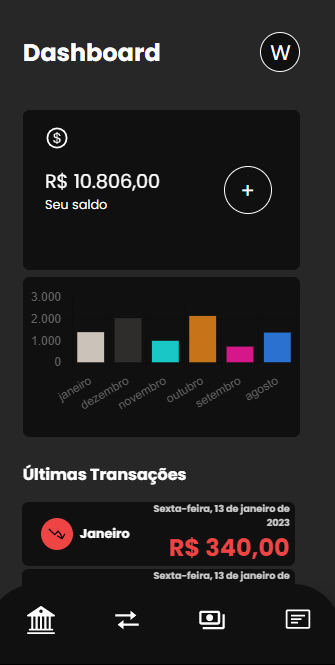 Dashboard
W
R$ 10.806,00
Seu saldo
3.000
2.000
1.000
0
janeiro
dezembro
novembro
outubro
setembro
agosto
Últimas Transações
Sexta-feira, 13 de janeiro de
2023
Janeiro
R$ 340,00
Sexta-feira, 13 de janeiro de